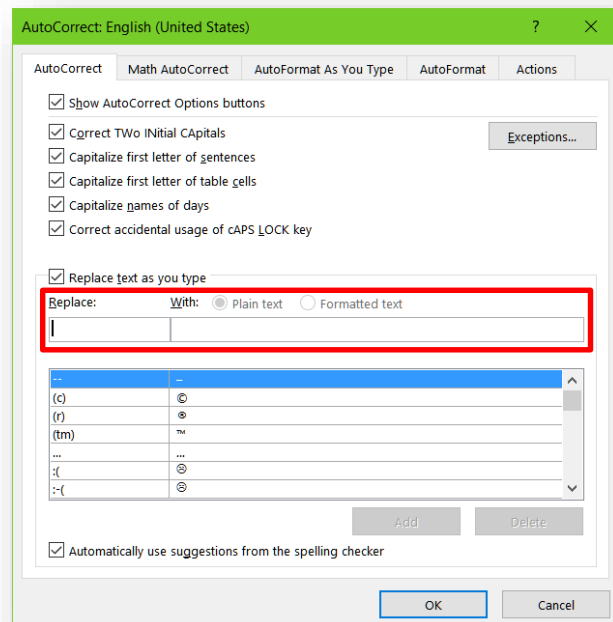 AutoCorrect: English (United States) ?
AutoCorrect Math AutoCorrect AutoFormat As You Type AutoFormat Actions
Show AutoCorrect Options buttons
Correct TWo INitial CApitals
Exceptions...
Capitalize first letter of sentences
Capitalize first letter of table cells
Capitalize names of days
Correct accidental usage of cAPS LOCK key
Replace text as you type
Replace: With: Plain text Formatted text
-- –
(c) ©
(r) ®
(tm) ™
... ...
:( ☹
:-( ☹
Add Delete
Automatically use suggestions from the spelling checker
OK Cancel